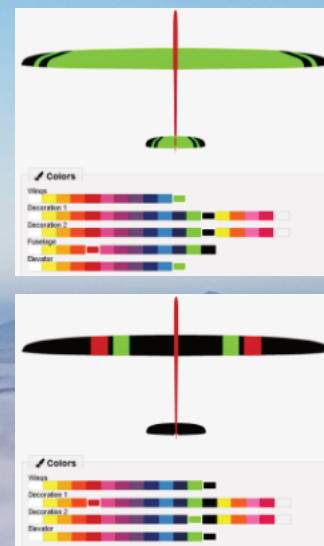 Colors
Wings
Decoration 1
Decoration 2
Fuselage
Elevator
Colors
Wings
Decoration 1
Decoration 2
Elevator